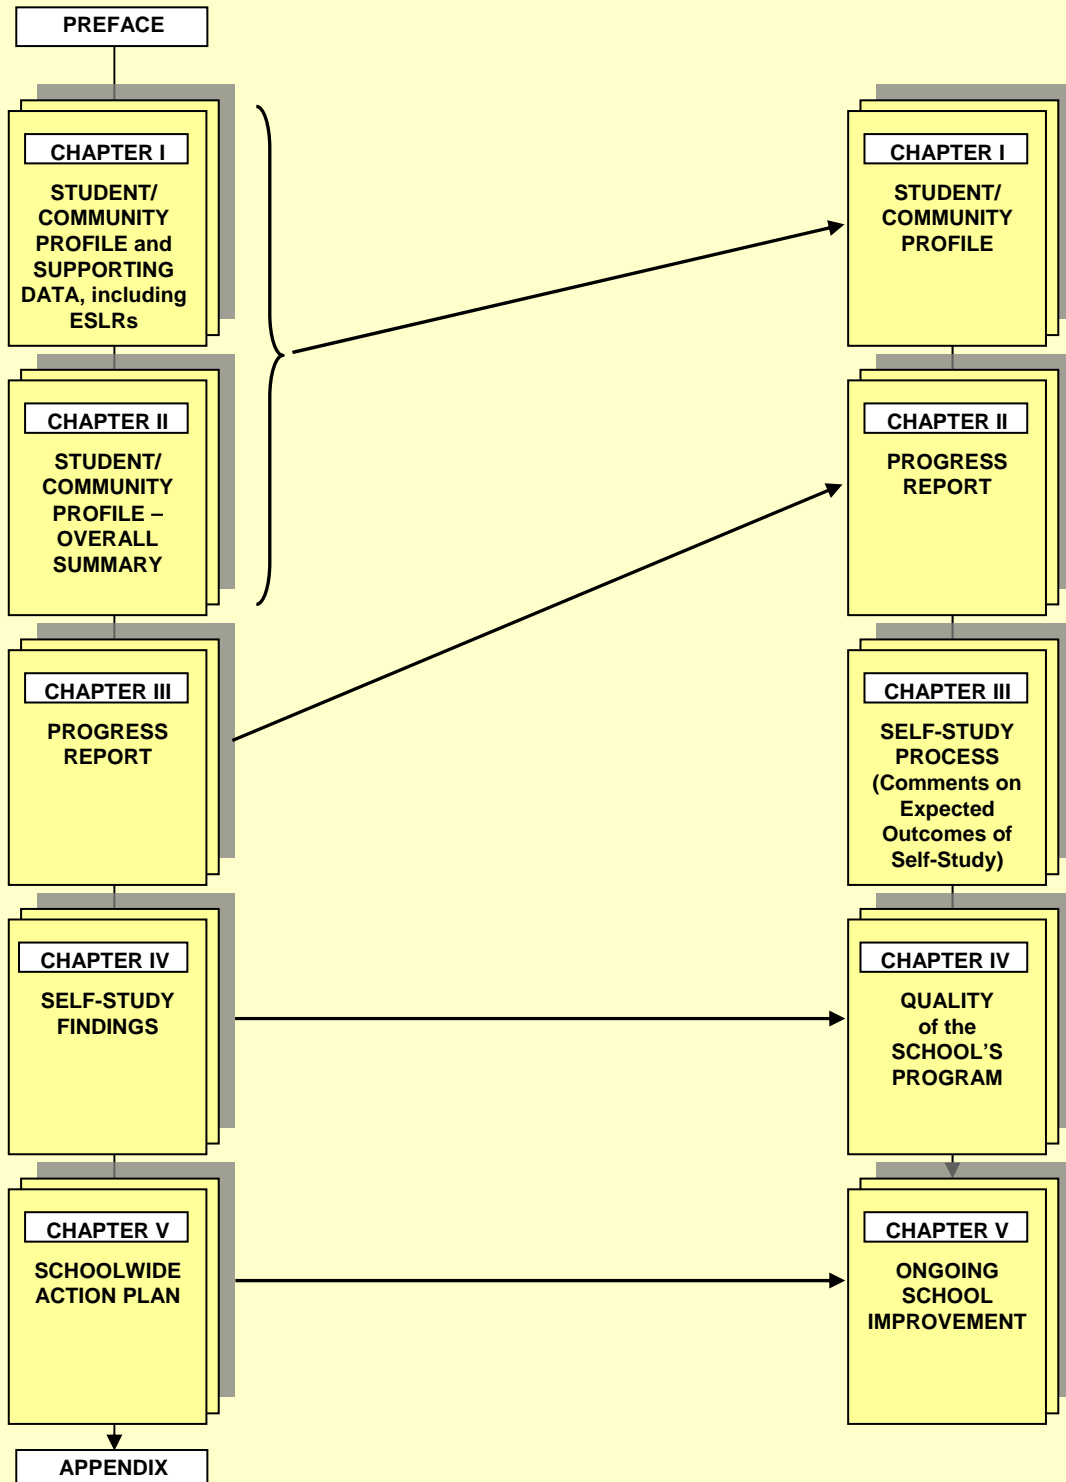 PREFACE
CHAPTER I
STUDENT/
COMMUNITY
PROFILE and
SUPPORTING
DATA, including
ESLRs
CHAPTER II
STUDENT/
COMMUNITY
PROFILE –
OVERALL
SUMMARY
CHAPTER III
PROGRESS
REPORT
CHAPTER IV
SELF-STUDY
FINDINGS
CHAPTER V
SCHOOLWIDE
ACTION PLAN
APPENDIX
CHAPTER I
STUDENT/
COMMUNITY
PROFILE
CHAPTER II
PROGRESS
REPORT
CHAPTER III
SELF-STUDY
PROCESS
(Comments on
Expected
Outcomes of
Self-Study)
CHAPTER IV
QUALITY
of the
SCHOOL'S
PROGRAM
CHAPTER V
ONGOING
SCHOOL
IMPROVEMENT